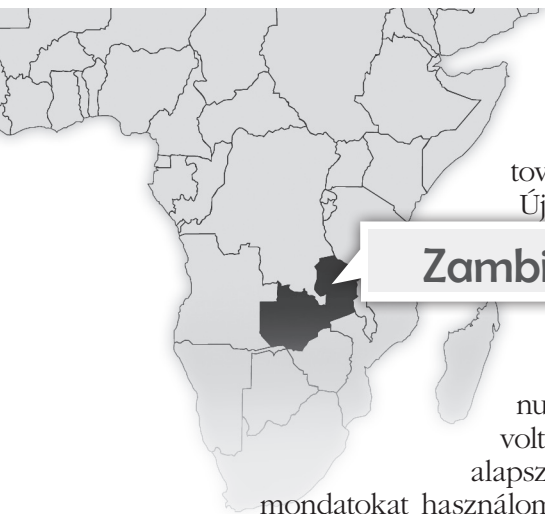 tov
Új
Zambi
nu
volt
alapsz
mondatokat használom